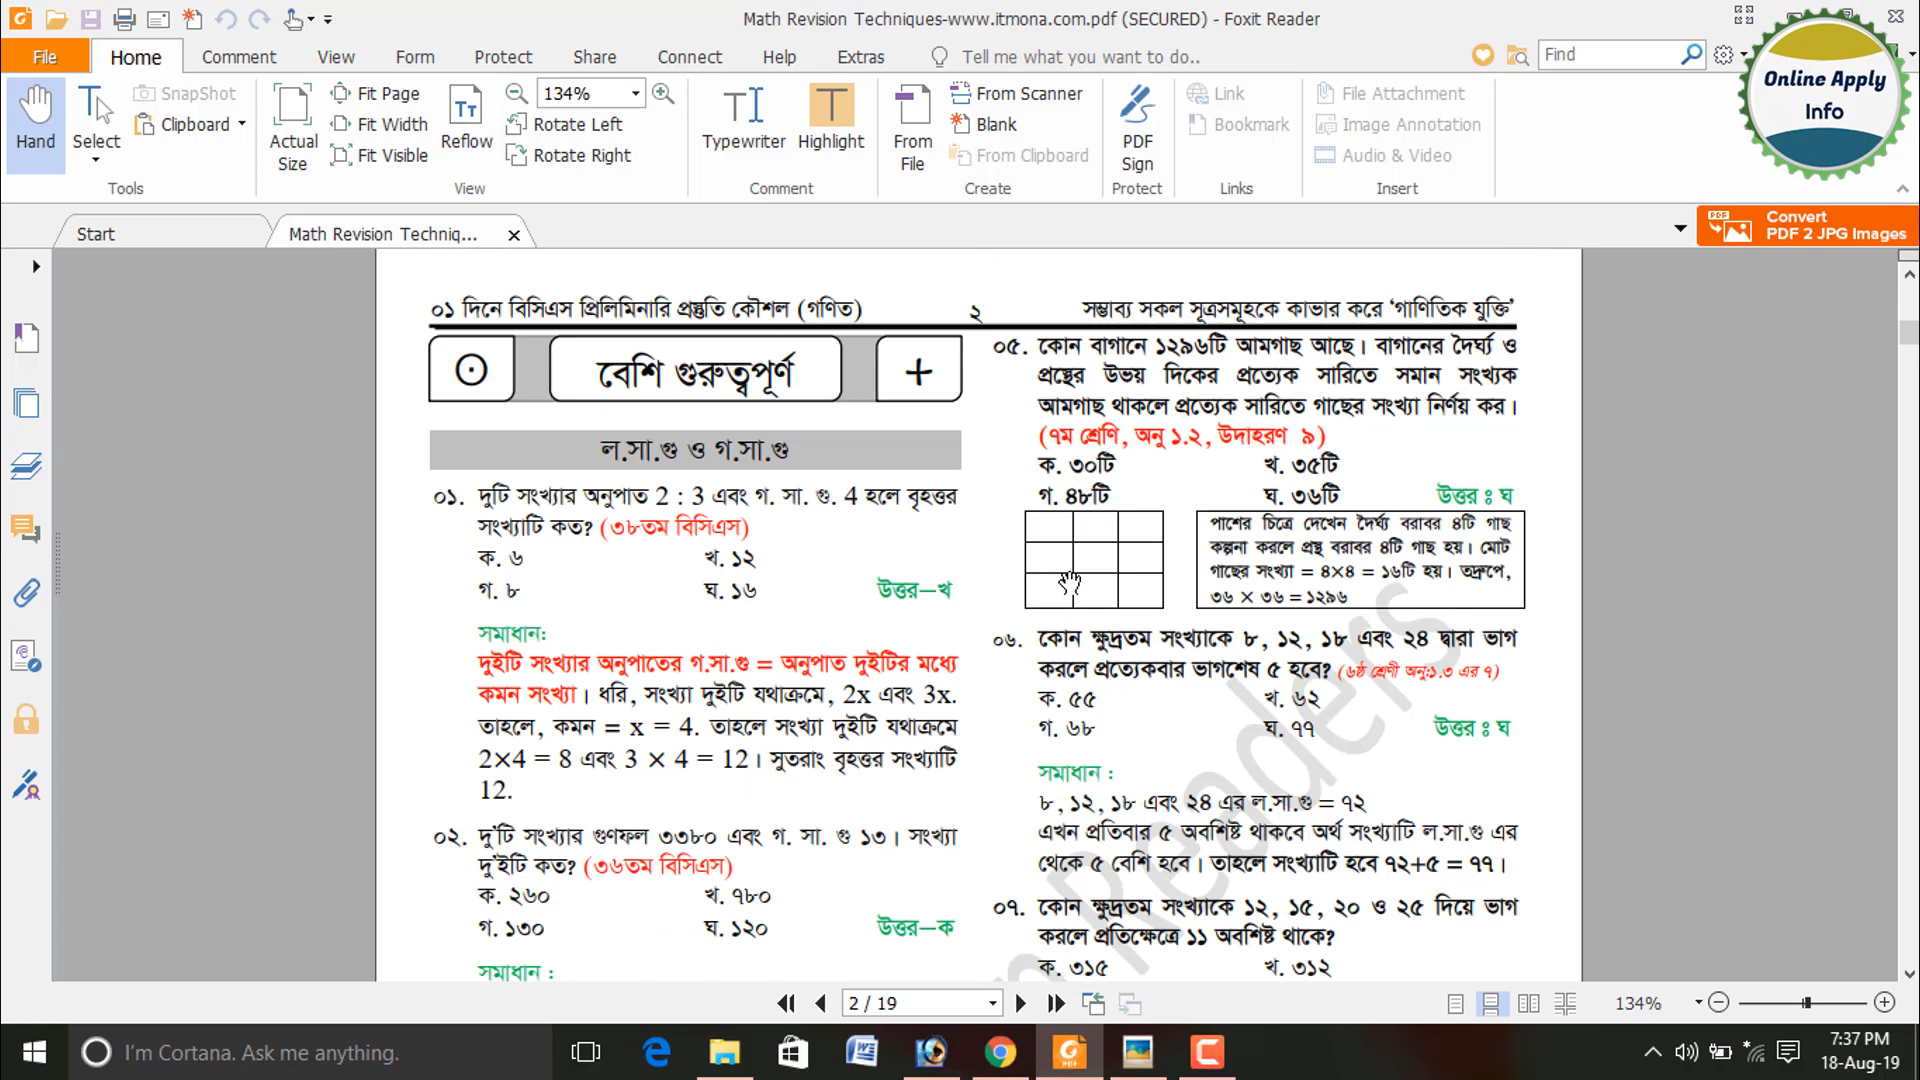 Math Revision Techniques-www.itmona.com.pdf (SECURED) - Foxit Reader
File Home Comment View Form Protect Share Connect Help Extras Tell me what you want to do.. Find
Hand Select SnapShot Clipboard
Tools
Actual Size Fit Page Fit Width Fit Visible Reflow 134% Rotate Left Rotate Right
View
Typewriter Highlight
Comment
From File From Scanner Blank From Clipboard
Create
PDF Sign
Protect
Link Bookmark
Links
File Attachment Image Annotation Audio & Video
Insert
Online Apply
Info
Start Math Revision Techniq...
Convert
PDF 2 JPG Images
০১ দিনে বিসিএস প্রিলিমিনারি প্রস্তুতি কৌশল (গণিত) ২ সম্ভাব্য সকল সূত্রসমূহকে কাভার করে ‘গাণিতিক যুক্তি’
বেশি গুরুত্বপূর্ণ +
ল.সা.গু ও গ.সা.গু
০১. দুটি সংখ্যার অনুপাত 2 : 3 এবং গ. সা. গু. 4 হলে বৃহত্তর
সংখ্যাটি কত? (৩৮তম বিসিএস)
ক. ৬ খ. ১২
গ. ৮ ঘ. ১৬ উত্তর–খ
সমাধান:
দুইটি সংখ্যার অনুপাতের গ.সা.গু = অনুপাত দুইটির মধ্যে
কমন সংখ্যা। ধরি, সংখ্যা দুইটি যথাক্রমে, 2x এবং 3x.
তাহলে, কমন = x = 4. তাহলে সংখ্যা দুইটি যথাক্রমে
2×4 = 8 এবং 3 × 4 = 12। সুতরাং বৃহত্তর সংখ্যাটি
12.
০২. দু'টি সংখ্যার গুণফল ৩৩৮০ এবং গ. সা. গু ১৩। সংখ্যা
দু'ইটি কত? (৩৬তম বিসিএস)
ক. ২৬০ খ. ৭৮০
গ. ১৩০ ঘ. ১২০ উত্তর–ক
সমাধান :
০৫. কোন বাগানে ১২৯৬টি আমগাছ আছে। বাগানের দৈর্ঘ্য ও
প্রস্থের উভয় দিকের প্রত্যেক সারিতে সমান সংখ্যক
আমগাছ থাকলে প্রত্যেক সারিতে গাছের সংখ্যা নির্ণয় কর।
(৭ম শ্রেণি, অনু ১.২, উদাহরণ ৯)
ক. ৩০টি খ. ৩৫টি
গ. ৪৮টি ঘ. ৩৬টি উত্তর ঃ ঘ
পাশের চিত্রে দেখেন দৈর্ঘ্য বরাবর ৪টি গাছ
কল্পনা করলে প্রস্থ বরাবর ৪টি গাছ হয়। মোট
গাছের সংখ্যা = ৪×৪ = ১৬টি হয়। তদ্রুপে,
৩৬ × ৩৬ = ১২৯৬
০৬. কোন ক্ষুদ্রতম সংখ্যাকে ৮, ১২, ১৮ এবং ২৪ দ্বারা ভাগ
করলে প্রত্যেকবার ভাগশেষ ৫ হবে? (৬ষ্ঠ শ্রেণী অনু:১.৩ এর ৭)
ক. ৫৫ খ. ৬২
গ. ৬৮ ঘ. ৭৭ উত্তর ঃ ঘ
সমাধান :
৮, ১২, ১৮ এবং ২৪ এর ল.সা.গু = ৭২
এখন প্রতিবার ৫ অবশিষ্ট থাকবে অর্থ সংখ্যাটি ল.সা.গু এর
থেকে ৫ বেশি হবে। তাহলে সংখ্যাটি হবে ৭২+৫ = ৭৭।
০৭. কোন ক্ষুদ্রতম সংখ্যাকে ১২, ১৫, ২০ ও ২৫ দিয়ে ভাগ
করলে প্রতিক্ষেত্রে ১১ অবশিষ্ট থাকে?
ক. ৩১৫ খ. ৩১২
Readers
2 / 19 134%
I'm Cortana. Ask me anything.
7:37 PM
18-Aug-19